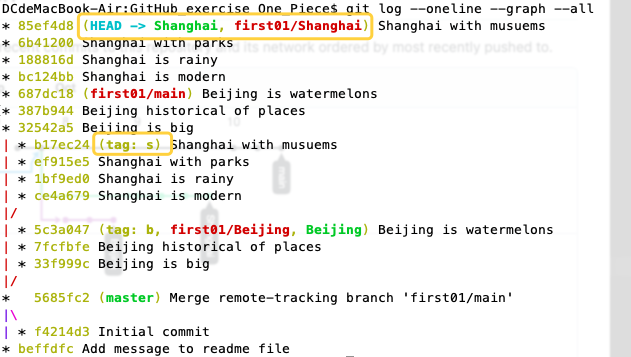 DCdeMacBook-Air:GitHub_exercise One_Piece$ git log --oneline --graph --all
* 85ef4d8 (HEAD -> Shanghai, first01/Shanghai) Shanghai with musuems
* 6b41200 Shanghai with parks
* 188816d Shanghai is rainy
* bc124bb Shanghai is modern
* 687dc18 (first01/main) Beijing is watermelons
* 387b944 Beijing historical of places
* 32542a5 Beijing is big
| * b17ec24 (tag: s) Shanghai with musuems
| * ef915e5 Shanghai with parks
| * 1bf9ed0 Shanghai is rainy
| * ce4a679 Shanghai is modern
|/
| * 5c3a047 (tag: b, first01/Beijing, Beijing) Beijing is watermelons
| * 7fcfbfe Beijing historical of places
| * 33f999c Beijing is big
|/
*   5685fc2 (master) Merge remote-tracking branch 'first01/main'
|\
| * f4214d3 Initial commit
* beffdfc Add message to readme file